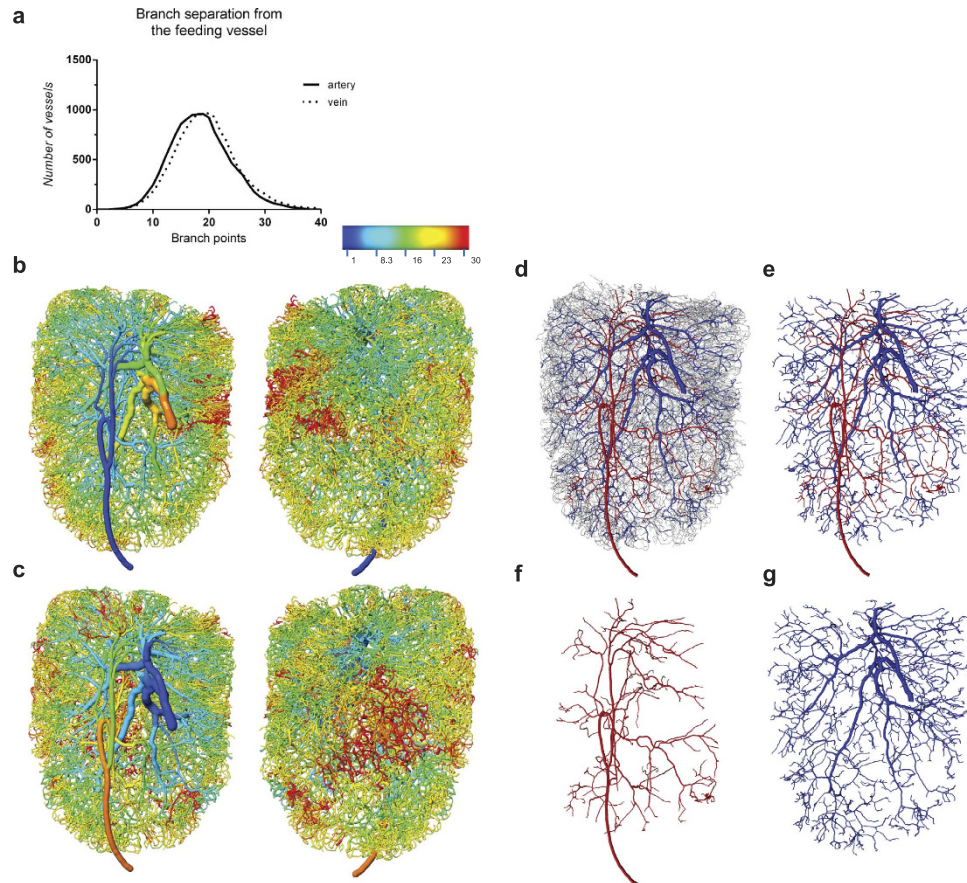 a
Branch separation from
the feeding vessel
1500
1000
500
0
Number of vessels
artery
vein
0 10 20 30 40
Branch points
1 8.3 16 23 30
b
d
e
c
f
g